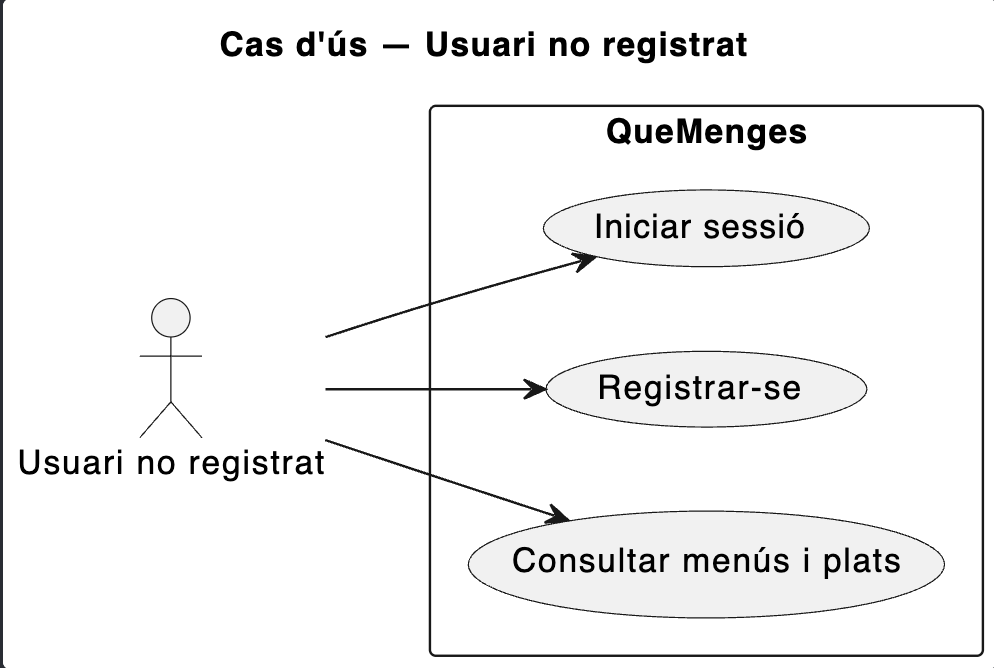 Cas d'ús — Usuari no registrat
QueMenges
Iniciar sessió
Registrar-se
Usuari no registrat
Consultar menús i plats